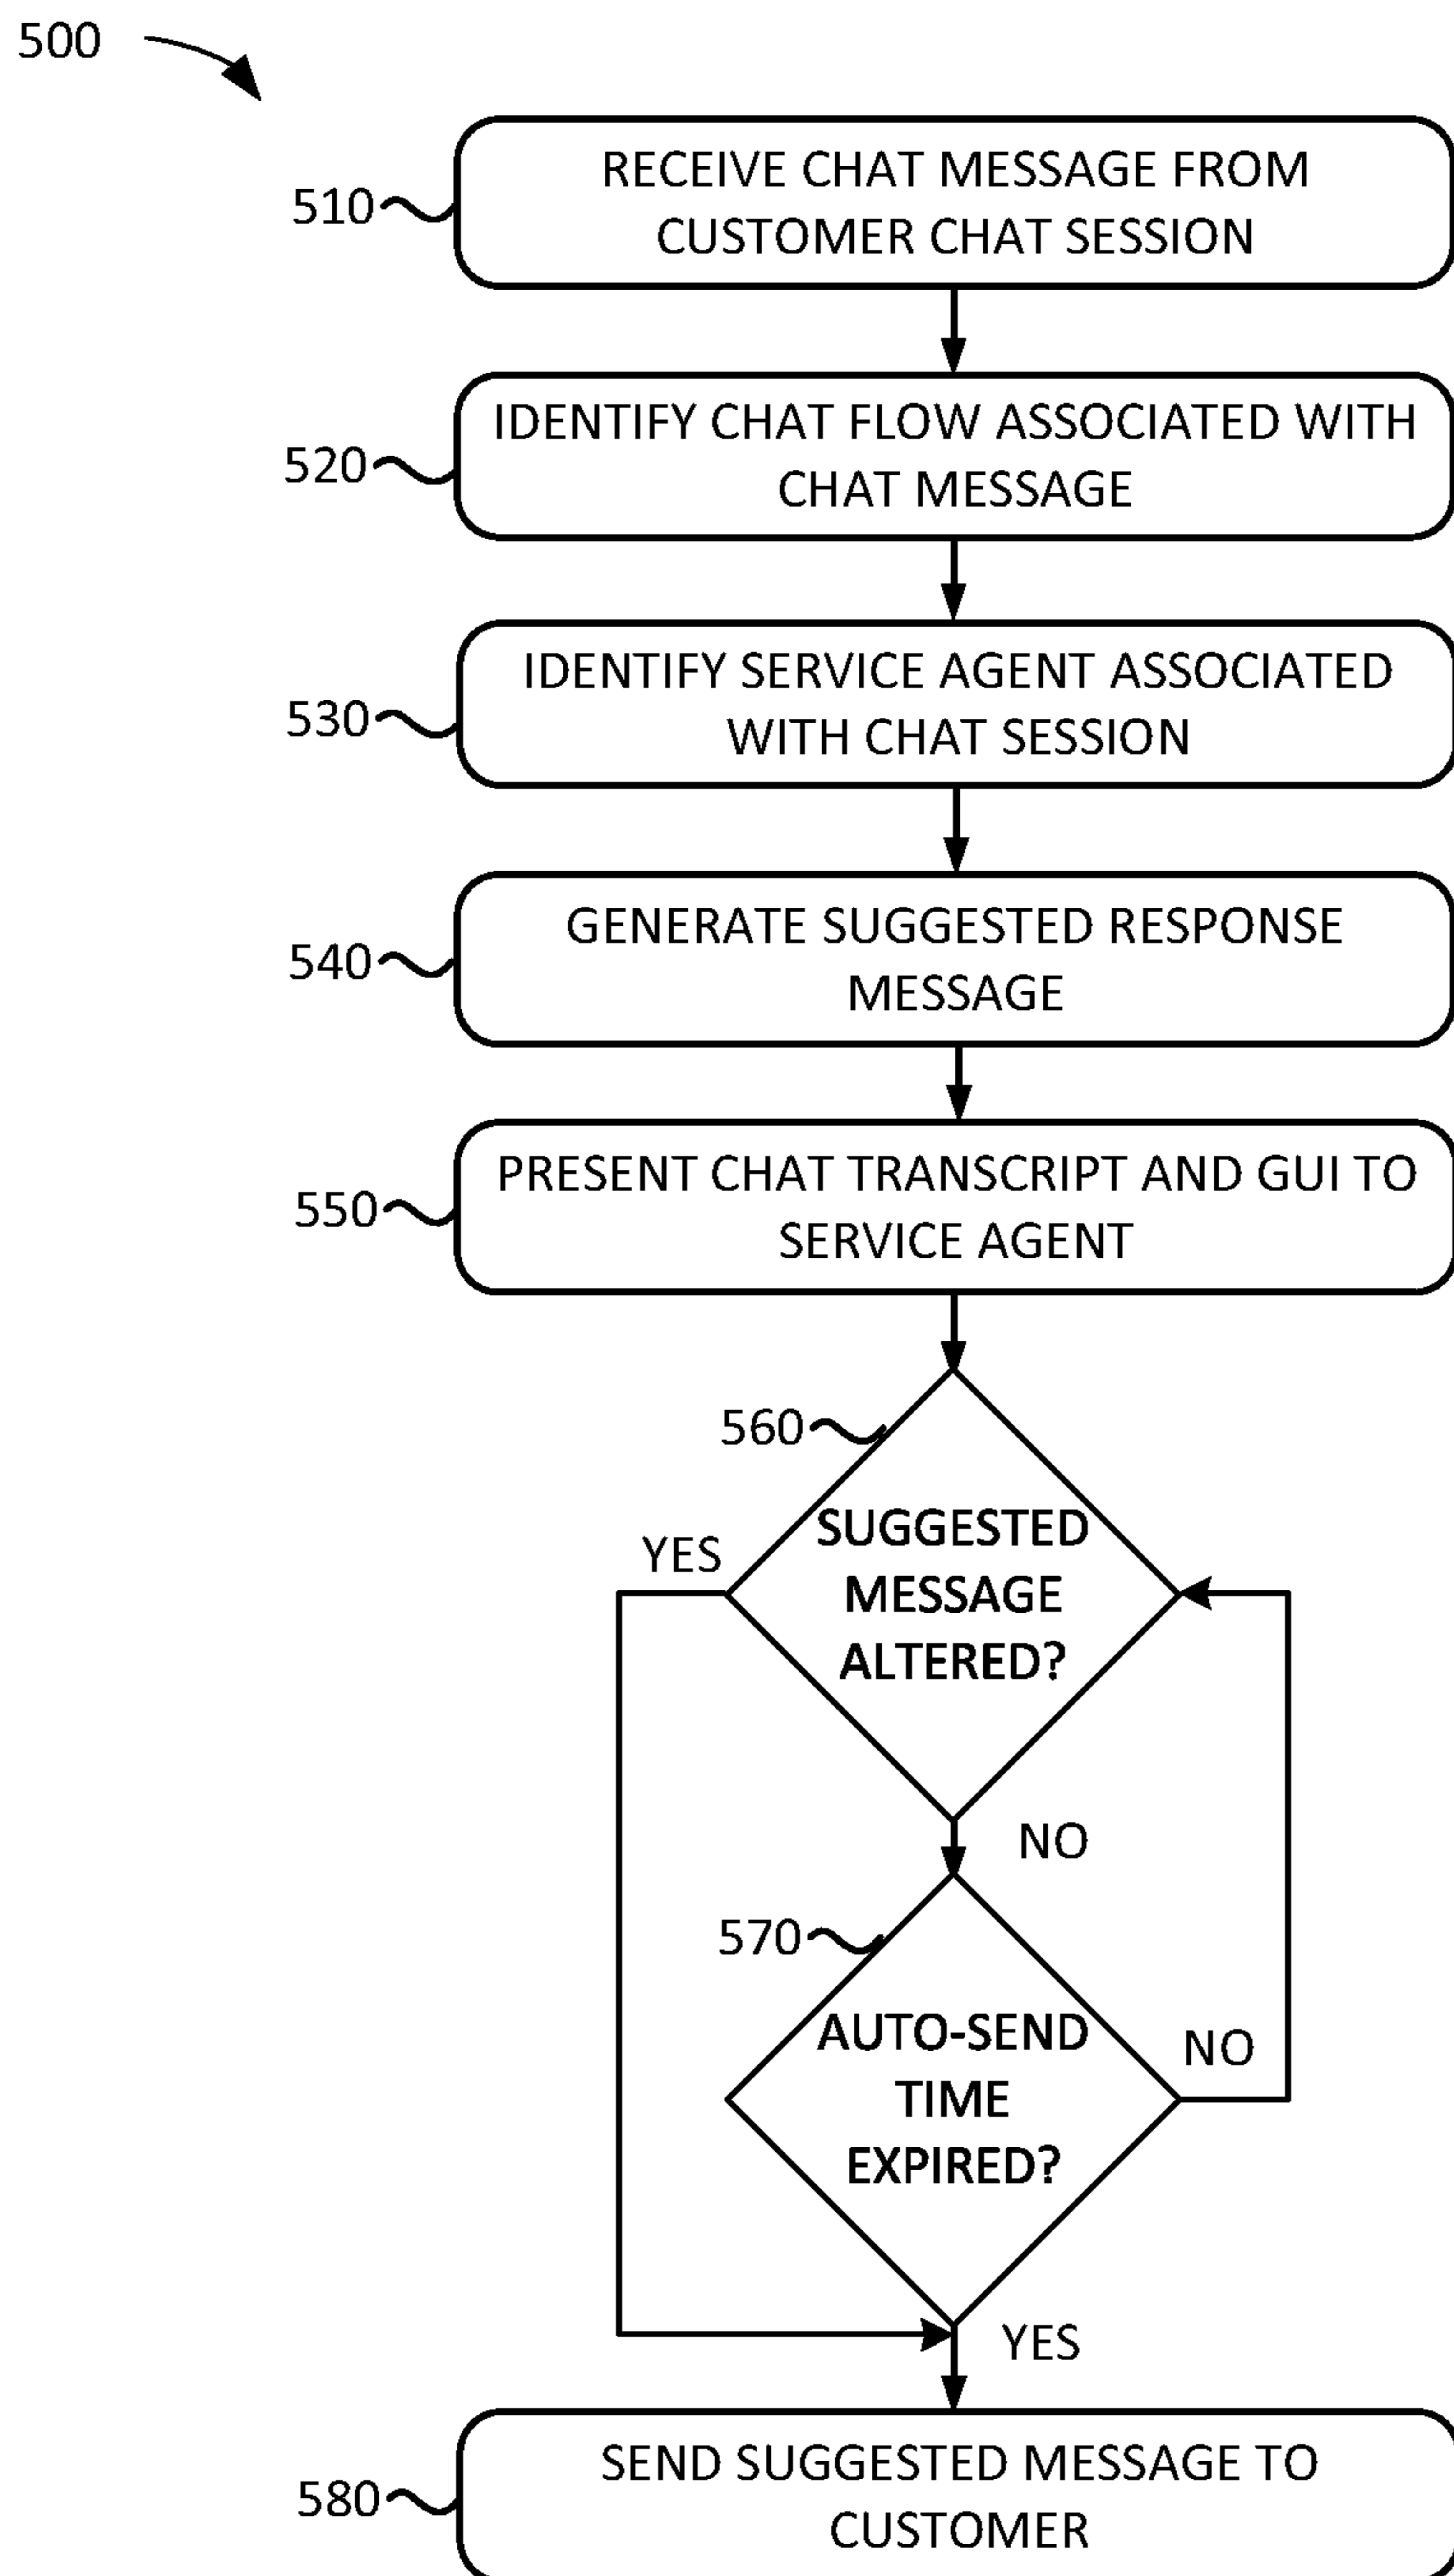 500
510
RECEIVE CHAT MESSAGE FROM
CUSTOMER CHAT SESSION
520
IDENTIFY CHAT FLOW ASSOCIATED WITH
CHAT MESSAGE
530
IDENTIFY SERVICE AGENT ASSOCIATED
WITH CHAT SESSION
540
GENERATE SUGGESTED RESPONSE
MESSAGE
550
PRESENT CHAT TRANSCRIPT AND GUI TO
SERVICE AGENT
560
YES
SUGGESTED
MESSAGE
ALTERED?
NO
570
AUTO-SEND
TIME
EXPIRED?
NO
YES
580
SEND SUGGESTED MESSAGE TO
CUSTOMER